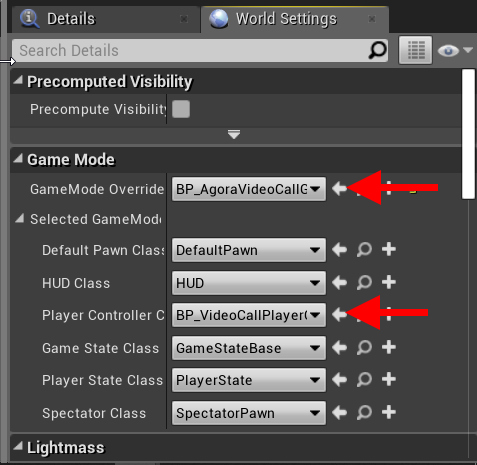 Details
World Settings
Search Details
Precomputed Visibility
Precompute Visibilit
Game Mode
GameMode Override
BP_AgoraVideoCallG
Selected GameMode
Default Pawn Class
DefaultPawn
HUD Class
HUD
Player Controller C
BP_VideoCallPlayer
Game State Class
GameStateBase
Player State Class
PlayerState
Spectator Class
SpectatorPawn
Lightmass